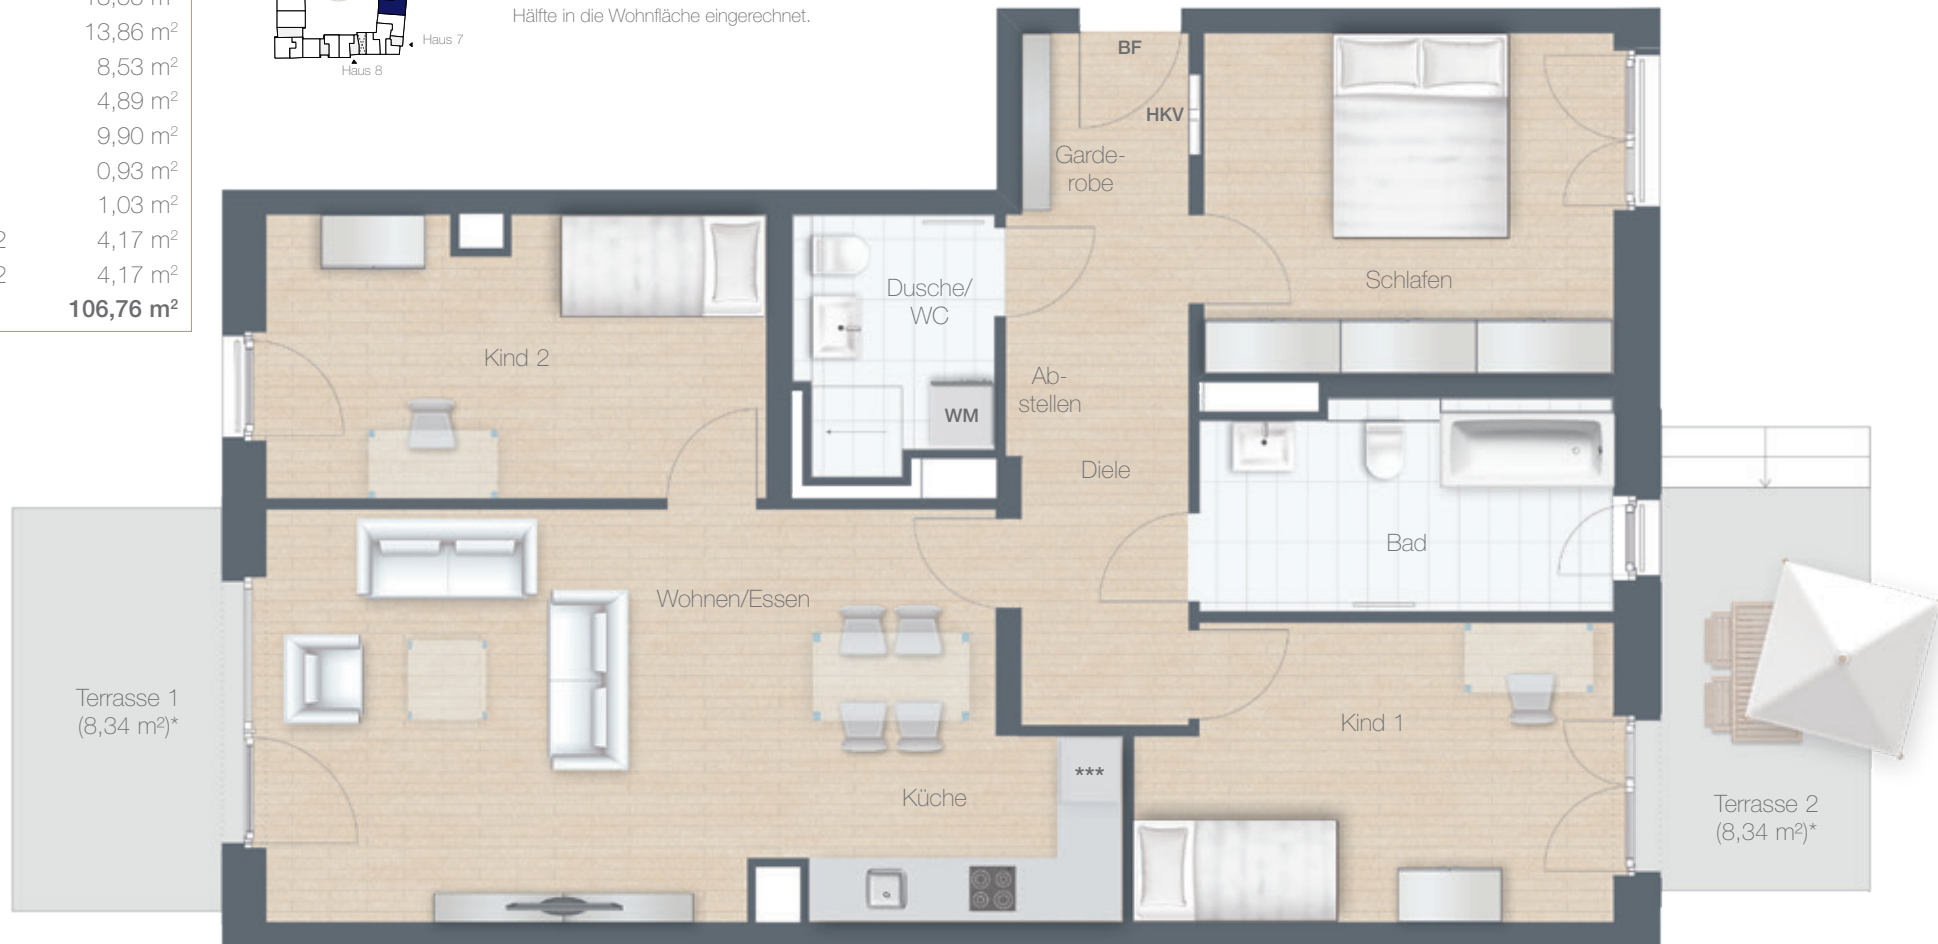 13,86 m²
8,53 m²
4,89 m²
9,90 m²
0,93 m²
1,03 m²
2 4,17 m²
2 4,17 m²
106,76 m²
Haus 7
Haus 8
Hälfte in die Wohnfläche eingerechnet.
BF
HKV
Garde-
robe
Schlafen
Dusche/
WC
Kind 2
Ab-
stellen
WM
Diele
Bad
Wohnen/Essen
Terrasse 1
(8,34 m²)*
Kind 1
***
Küche
Terrasse 2
(8,34 m²)*